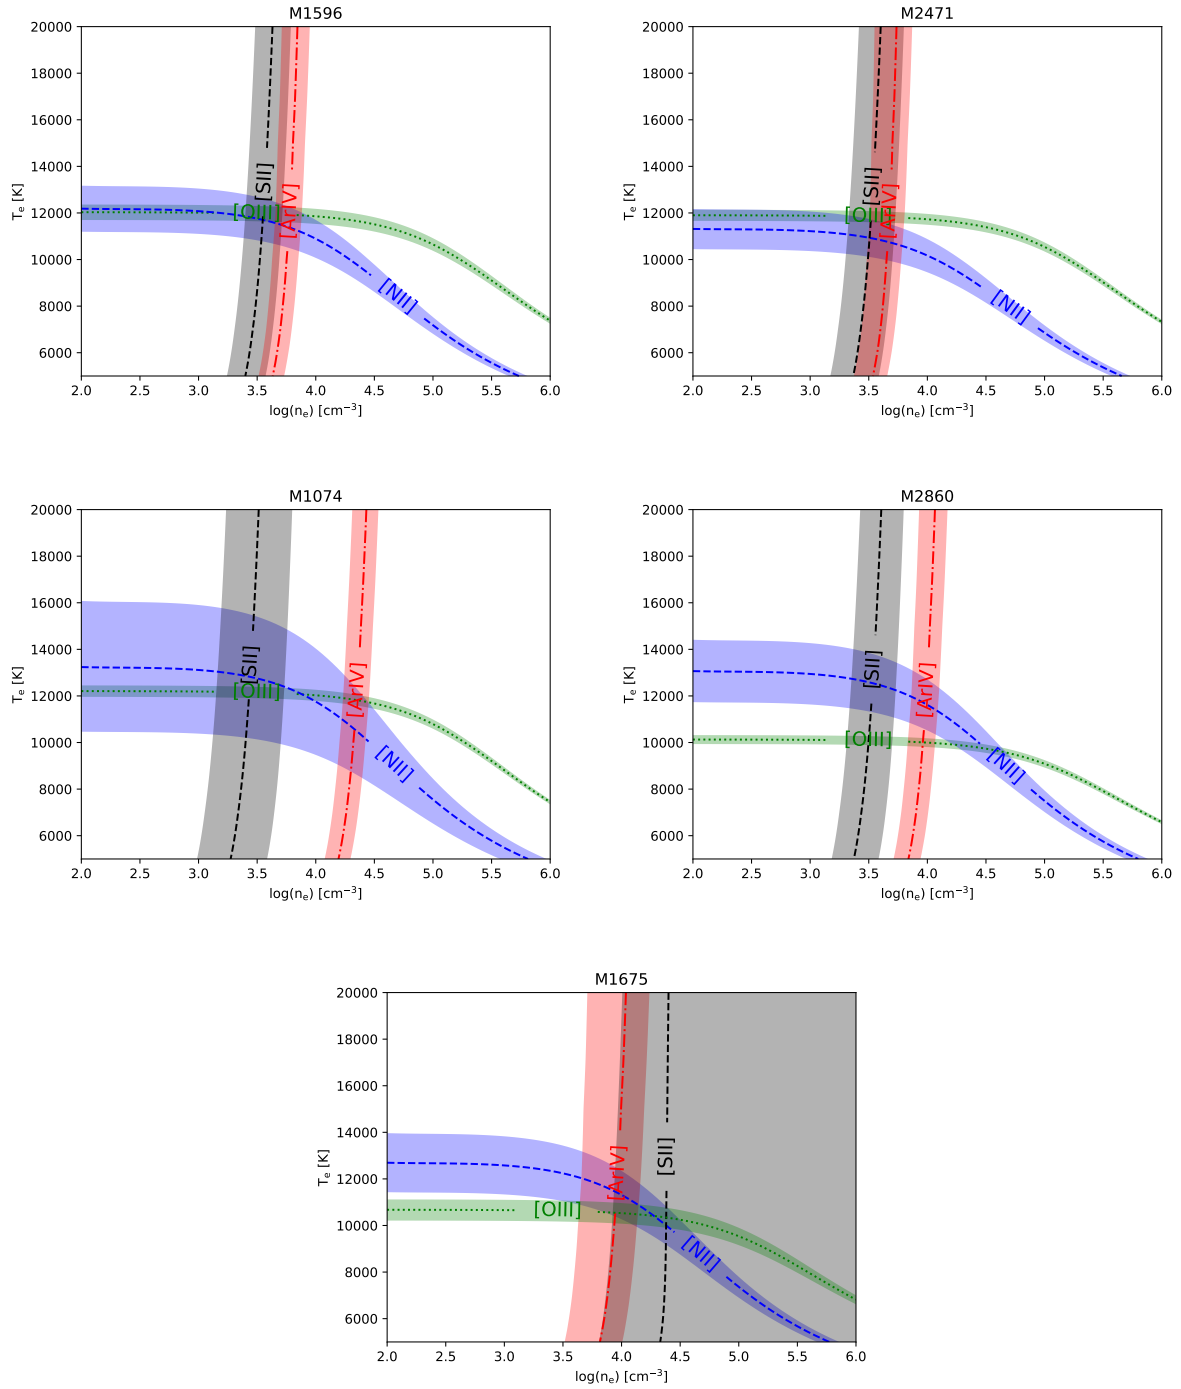 M1596
20000
18000
16000
14000
12000
10000
8000
6000
T_e [K]
[SII]
[OIII]
[ArIV]
[NII]
2.0 2.5 3.0 3.5 4.0 4.5 5.0 5.5 6.0
log(n_e) [cm⁻³]
M2471
20000
18000
16000
14000
12000
10000
8000
6000
T_e [K]
[SII]
[OIII]
[ArIV]
[NII]
2.0 2.5 3.0 3.5 4.0 4.5 5.0 5.5 6.0
log(n_e) [cm⁻³]
M1074
20000
18000
16000
14000
12000
10000
8000
6000
T_e [K]
[SII]
[OIII]
[ArIV]
[NII]
2.0 2.5 3.0 3.5 4.0 4.5 5.0 5.5 6.0
log(n_e) [cm⁻³]
M2860
20000
18000
16000
14000
12000
10000
8000
6000
T_e [K]
[SII]
[OIII]
[ArIV]
[NII]
2.0 2.5 3.0 3.5 4.0 4.5 5.0 5.5 6.0
log(n_e) [cm⁻³]
M1675
20000
18000
16000
14000
12000
10000
8000
6000
T_e [K]
[ArIV]
[SII]
[OIII]
[NII]
2.0 2.5 3.0 3.5 4.0 4.5 5.0 5.5 6.0
log(n_e) [cm⁻³]